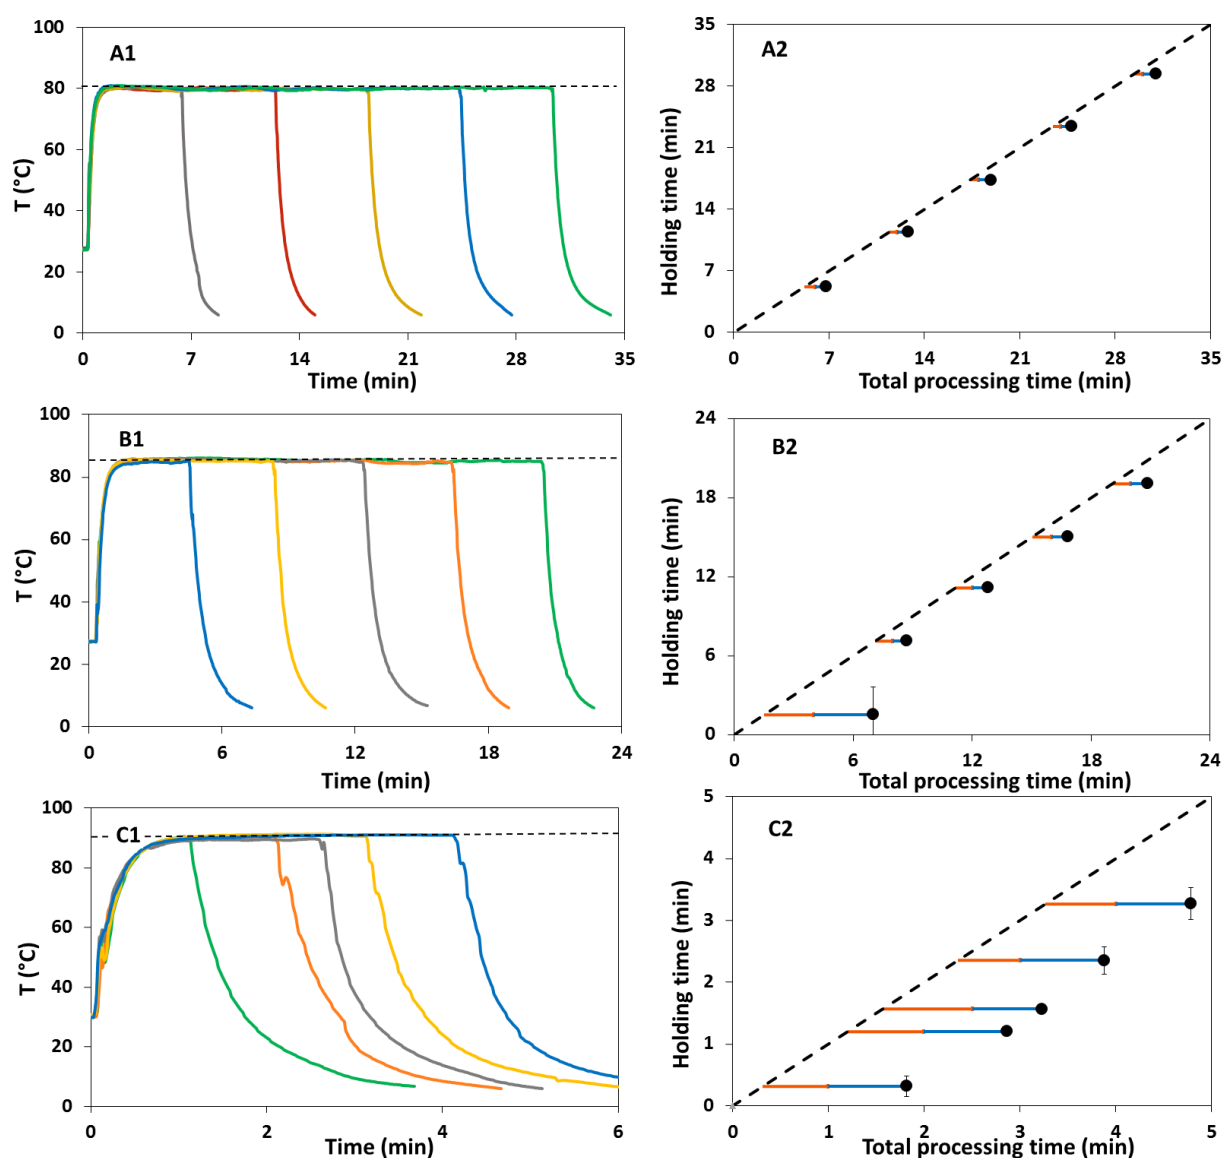 A1
T (°C)
100
80
60
40
20
0
0 7 14 21 28 35
Time (min)
A2
Holding time (min)
35
28
21
14
7
0
0 7 14 21 28 35
Total processing time (min)
B1
T (°C)
100
80
60
40
20
0
0 6 12 18 24
Time (min)
B2
Holding time (min)
24
18
12
6
0
0 6 12 18 24
Total processing time (min)
C1
T (°C)
100
80
60
40
20
0
0 2 4 6
Time (min)
C2
Holding time (min)
5
4
3
2
1
0
0 1 2 3 4 5
Total processing time (min)